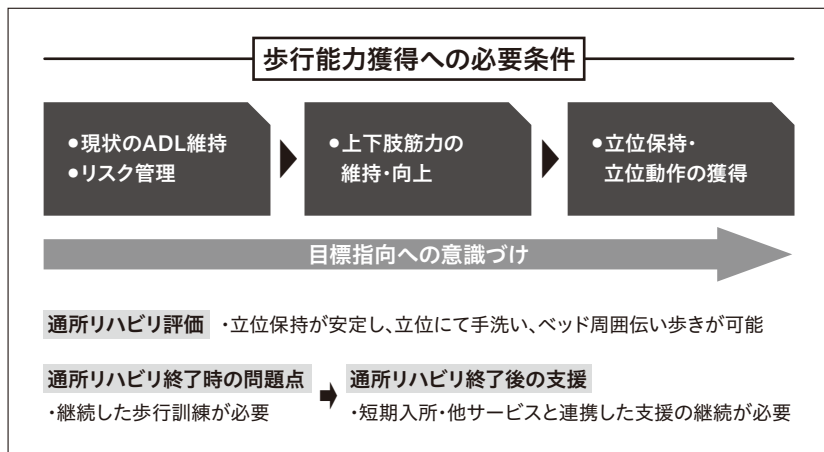 歩行能力獲得への必要条件
●現状のADL維持
●リスク管理
●上下肢筋力の
維持・向上
●立位保持・
立位動作の獲得
目標指向への意識づけ
通所リハビリ評価 ・立位保持が安定し、立位にて手洗い、ベッド周囲伝い歩きが可能
通所リハビリ終了時の問題点
・継続した歩行訓練が必要
通所リハビリ終了後の支援
・短期入所・他サービスと連携した支援の継続が必要